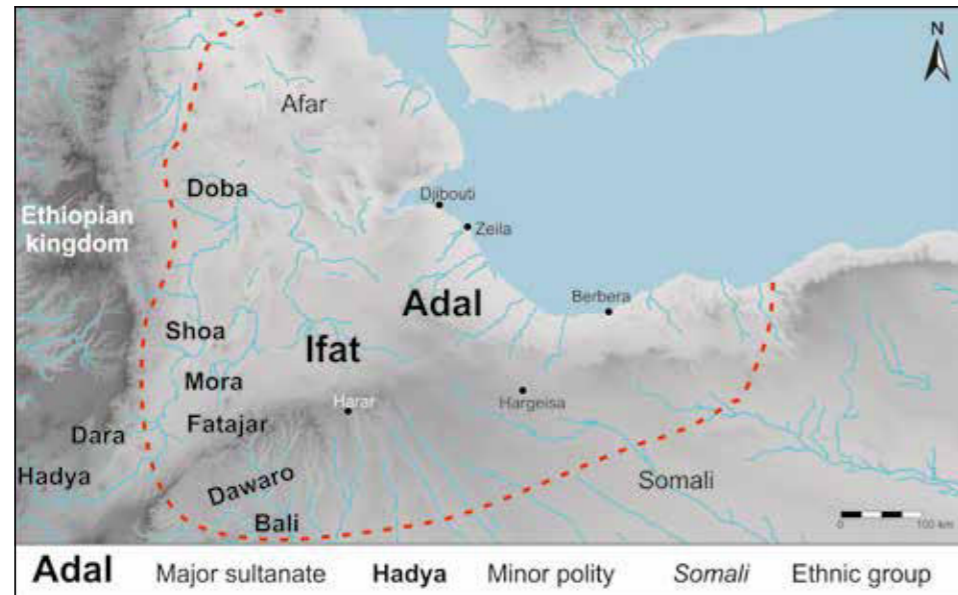 N
Afar
Doba
Djibouti
Ethiopian
kingdom
Zeila
Adal
Berbera
Shoa
Ifat
Mora
Harar
Hargeisa
Fatajar
Dara
Hadya
Dawaro
Somali
Bali
0 100 km
Adal Major sultanate Hadya Minor polity Somali Ethnic group